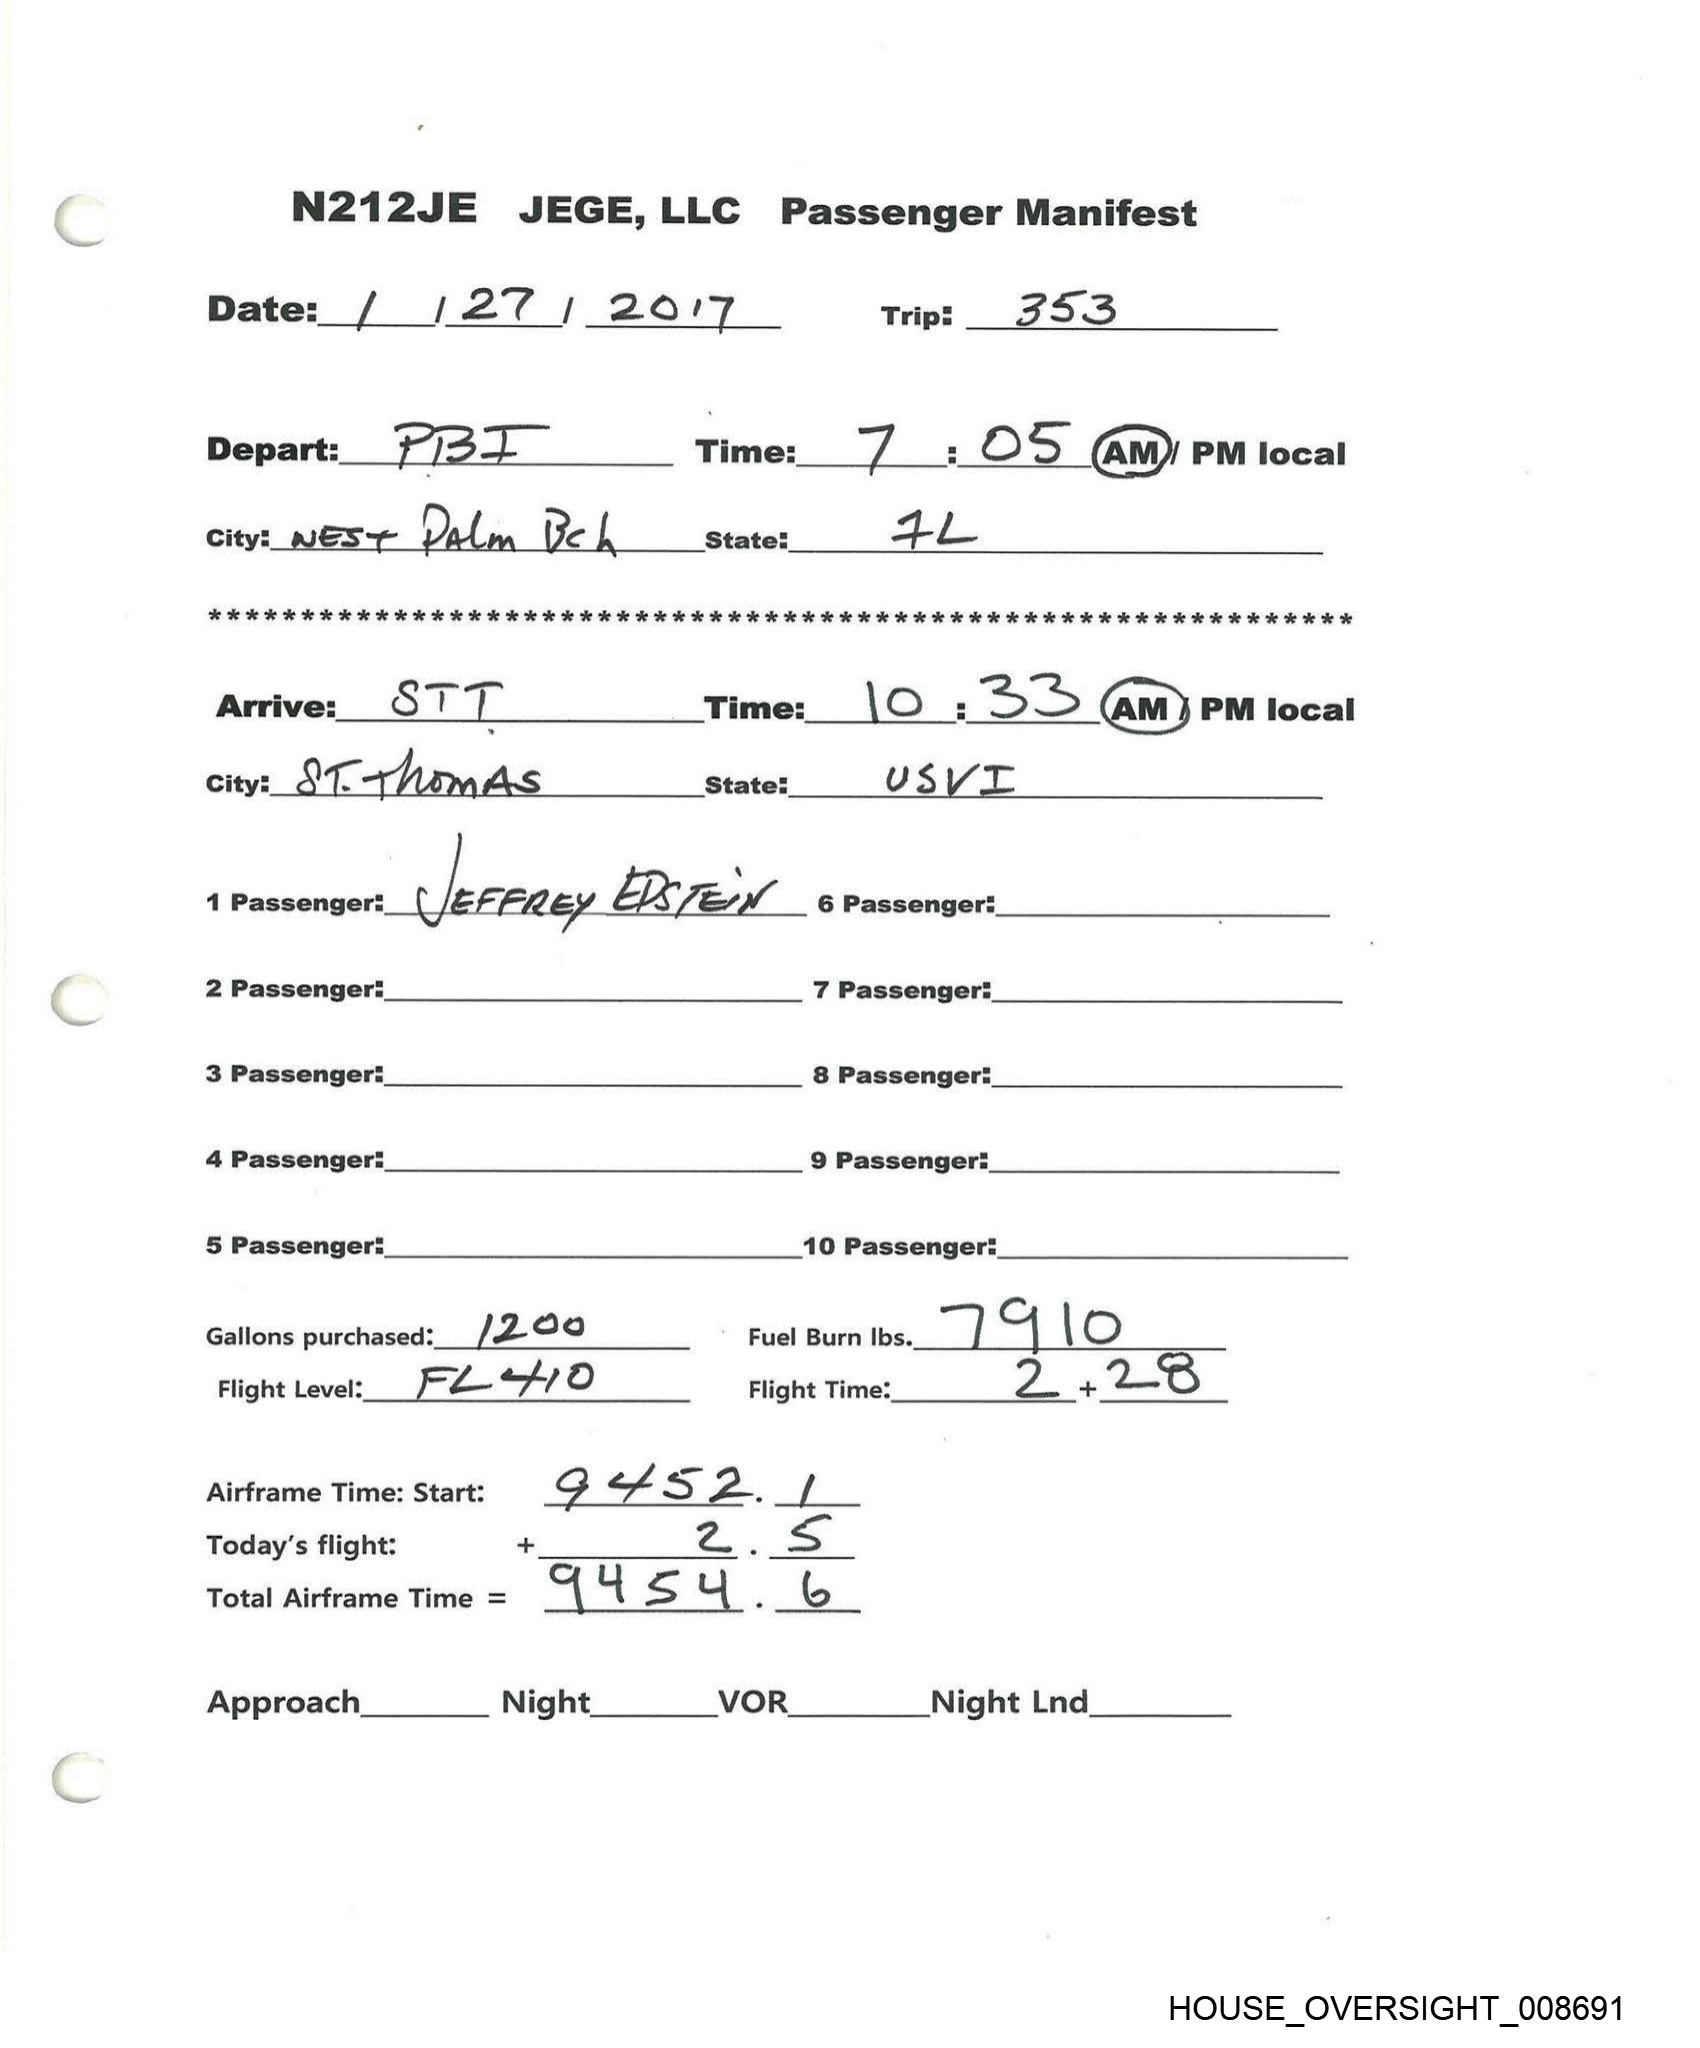 N212JE JEGE, LLC Passenger Manifest
Date: 1 / 27 / 2017 Trip: 353
Depart: PBI Time: 7 : 05 AM / PM local
City: WEST PALM Bch State: FL
**************************************************************
Arrive: STT Time: 10 : 33 AM / PM local
City: ST. THOMAS State: USVI
1 Passenger: JEFFREY EPSTEIN 6 Passenger:
2 Passenger: 7 Passenger:
3 Passenger: 8 Passenger:
4 Passenger: 9 Passenger:
5 Passenger: 10 Passenger:
Gallons purchased: 1200 Fuel Burn lbs. 7910
Flight Level: FL410 Flight Time: 2 + 28
Airframe Time: Start: 9452.1
Today's flight: + 2.5
Total Airframe Time = 9454.6
Approach Night VOR Night Lnd
HOUSE_OVERSIGHT_008691